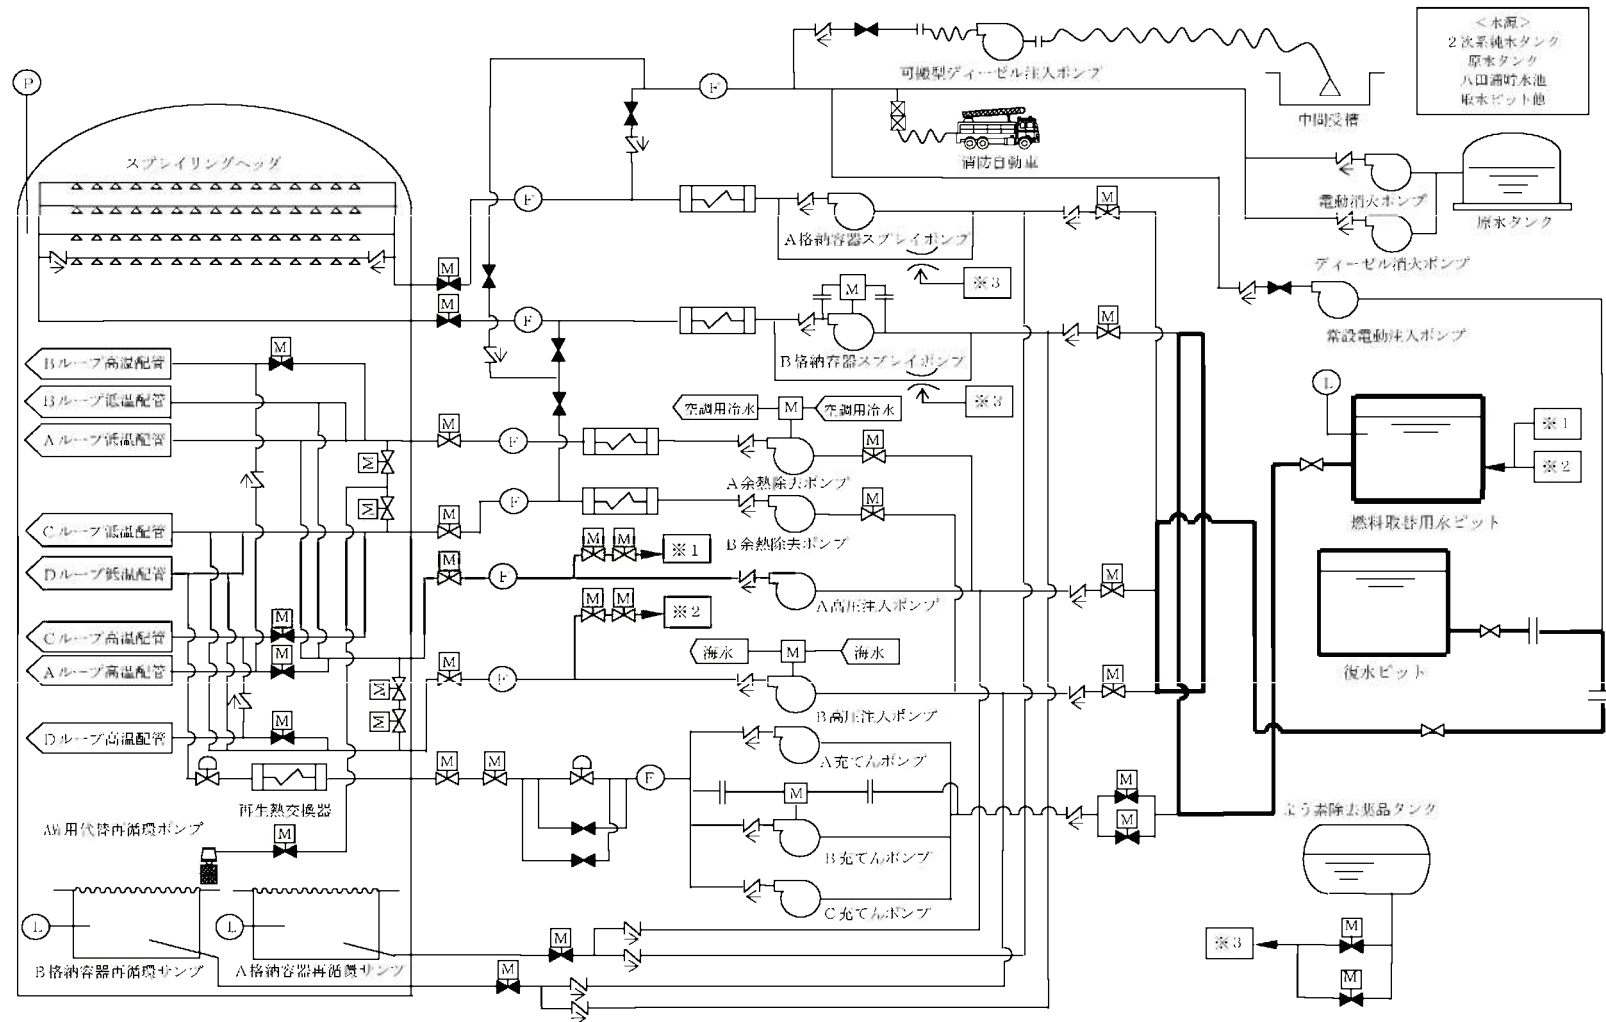 P
スプレイリングヘッダ
F
可搬型ディーゼル注入ポンプ
中間受槽
＜水源＞
２次系純水タンク
原水タンク
八田浦貯水池
取水ピット他
消防自動車
電動消火ポンプ
原水タンク
ディーゼル消火ポンプ
M
F
A格納容器スプレイポンプ
M
※3
M
F
M
M
B格納容器スプレイポンプ
※3
常設電動注入ポンプ
Bループ高温配管
M
Bループ低温配管
空調用冷水
M
空調用冷水
L
※1
※2
燃料取替用水ピット
Aループ低温配管
M
M
F
M
A余熱除去ポンプ
Cループ低温配管
M
M
F
M
B余熱除去ポンプ
M
M
※1
Dループ低温配管
M
F
A高圧注入ポンプ
M
M
M
※2
Cループ高温配管
M
海水
M
海水
復水ピット
Aループ高温配管
M
M
M
F
B高圧注入ポンプ
M
Dループ高温配管
M
M
再生熱交換器
M
M
F
A充てんポンプ
M
M
M
B充てんポンプ
C充てんポンプ
よう素除去薬品タンク
AM用代替再循環ポンプ
M
L
L
B格納容器再循環サンプ
A格納容器再循環サンプ
M
M
※3
M
M